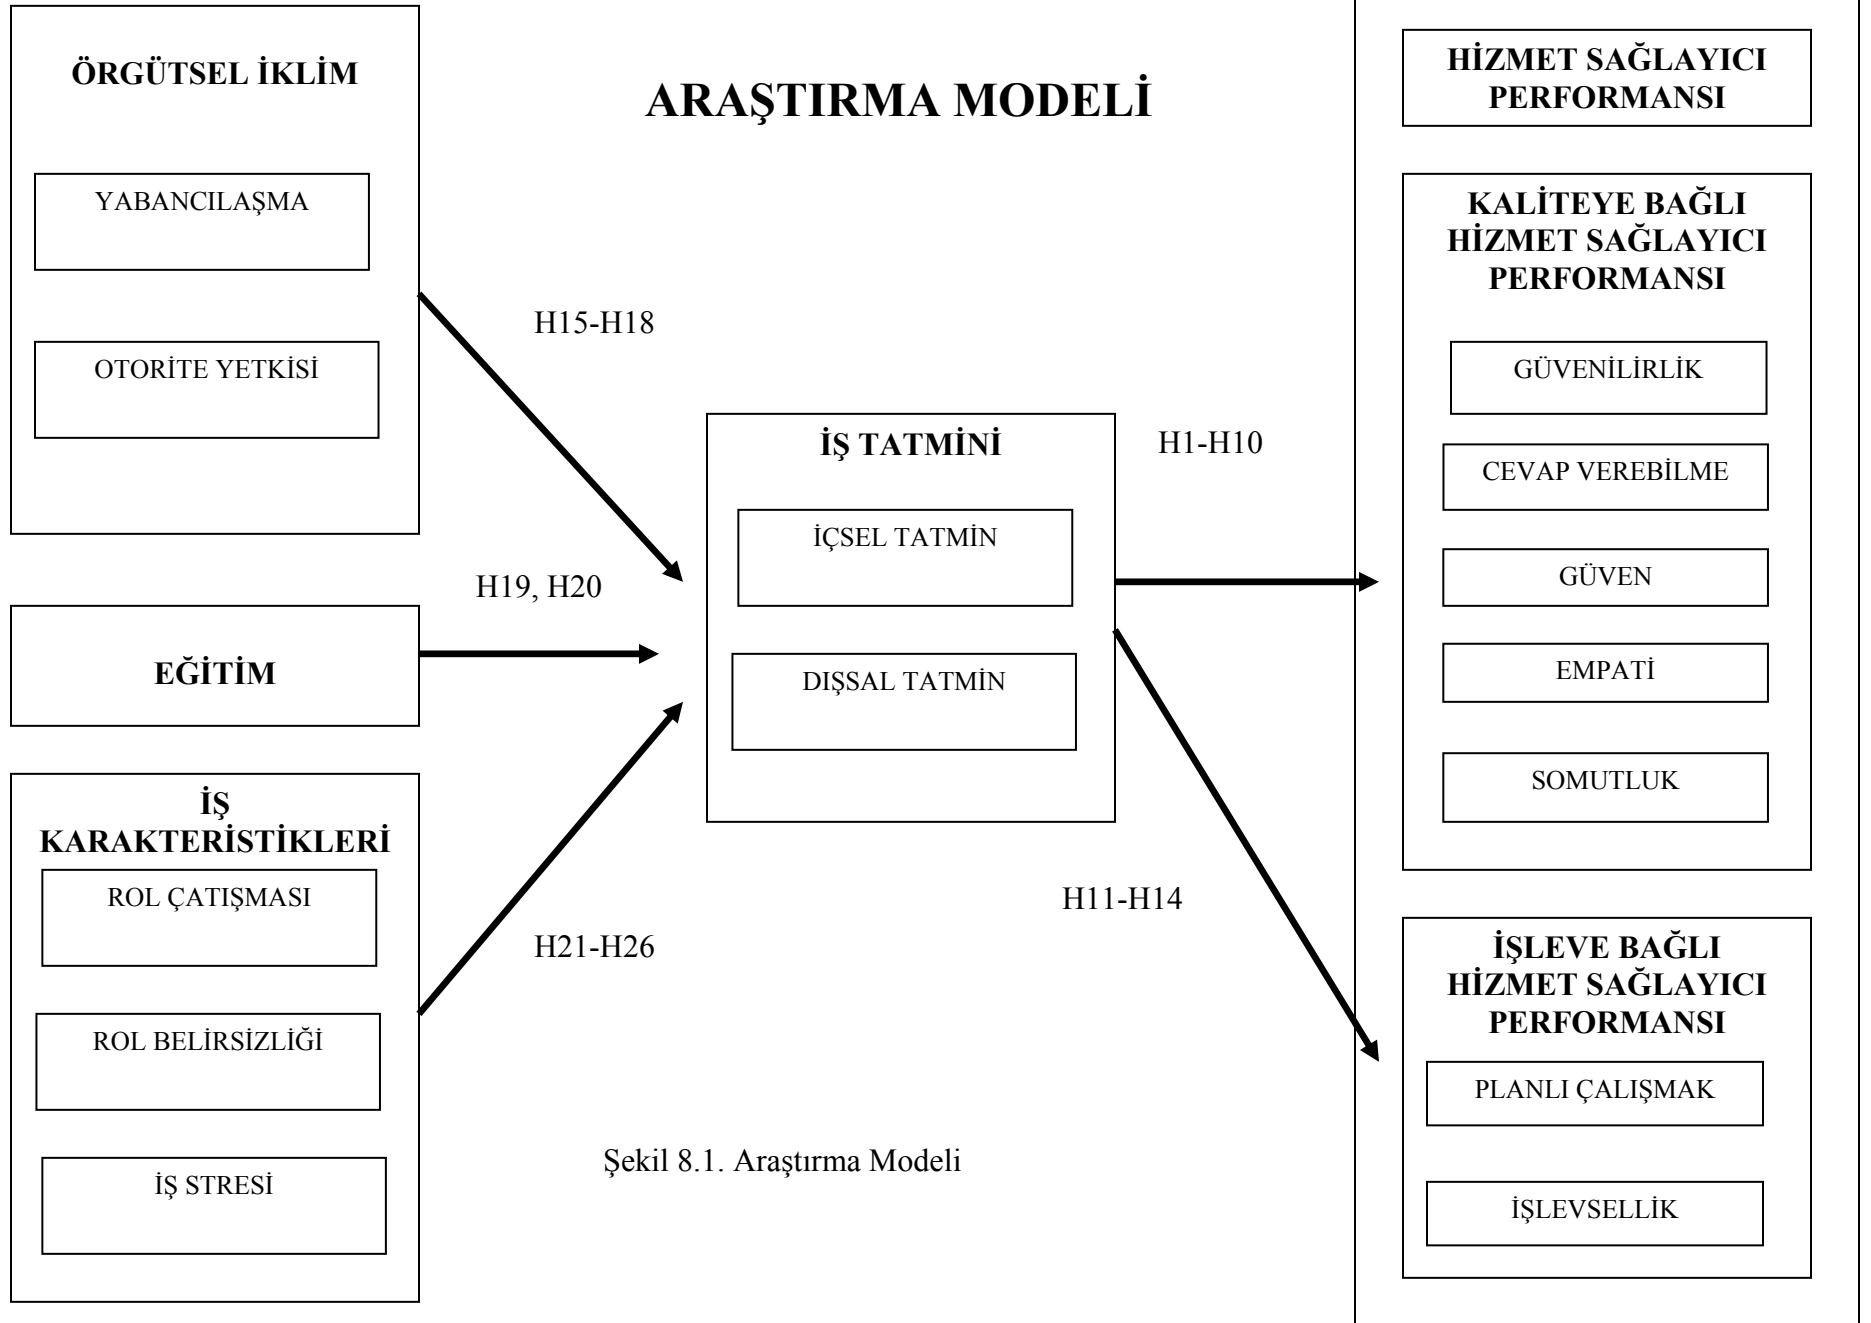 ÖRGÜTSEL İKLİM
YABANCILAŞMA
OTORİTE YETKİSİ
EĞİTİM
İŞ
KARAKTERİSTİKLERİ
ROL ÇATIŞMASI
ROL BELİRSİZLİĞİ
İŞ STRESİ
ARAŞTIRMA MODELİ
H15-H18
H19, H20
H21-H26
İŞ TATMİNİ
İÇSEL TATMİN
DIŞSAL TATMİN
H1-H10
H11-H14
Şekil 8.1. Araştırma Modeli
HİZMET SAĞLAYICI
PERFORMANSI
KALİTEYE BAĞLI
HİZMET SAĞLAYICI
PERFORMANSI
GÜVENİLİRLİK
CEVAP VEREBİLME
GÜVEN
EMPATİ
SOMUTLUK
İŞLEVE BAĞLI
HİZMET SAĞLAYICI
PERFORMANSI
PLANLI ÇALIŞMAK
İŞLEVSELLİK